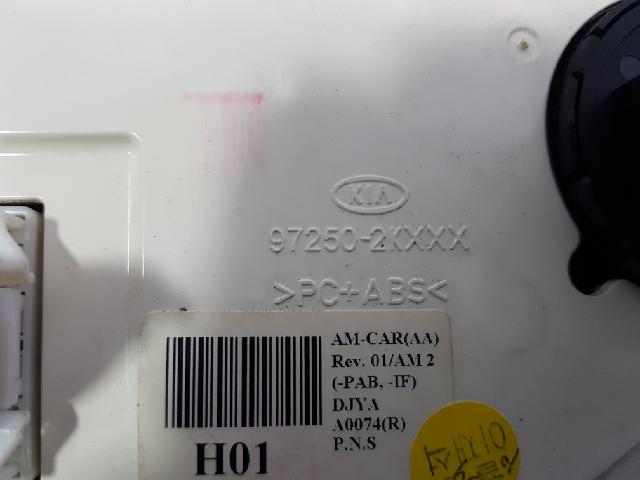 KIA
97250-2KXXX
>PC+ABS<
AM-CAR(AA)
Rev. 01/AM 2
(-PAB, -IF)
DJYA
A0074(R)
P.N.S
H01